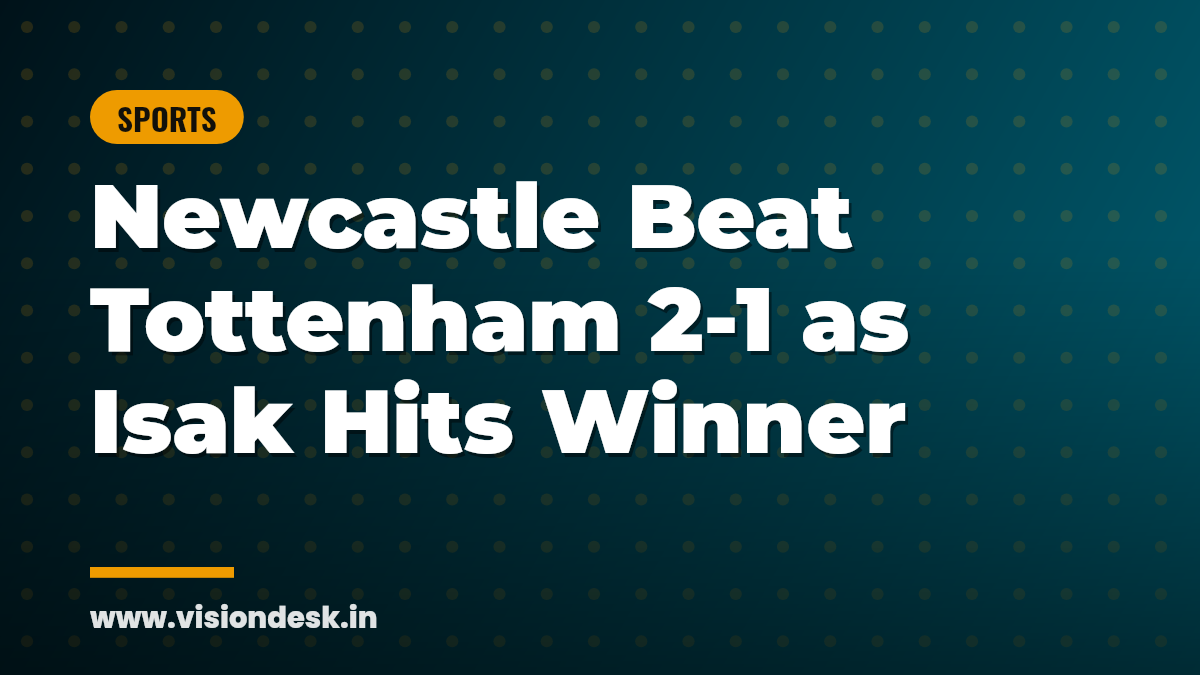 SPORTS
Newcastle Beat
Tottenham 2-1 as
Isak Hits Winner
www.visiondesk.in